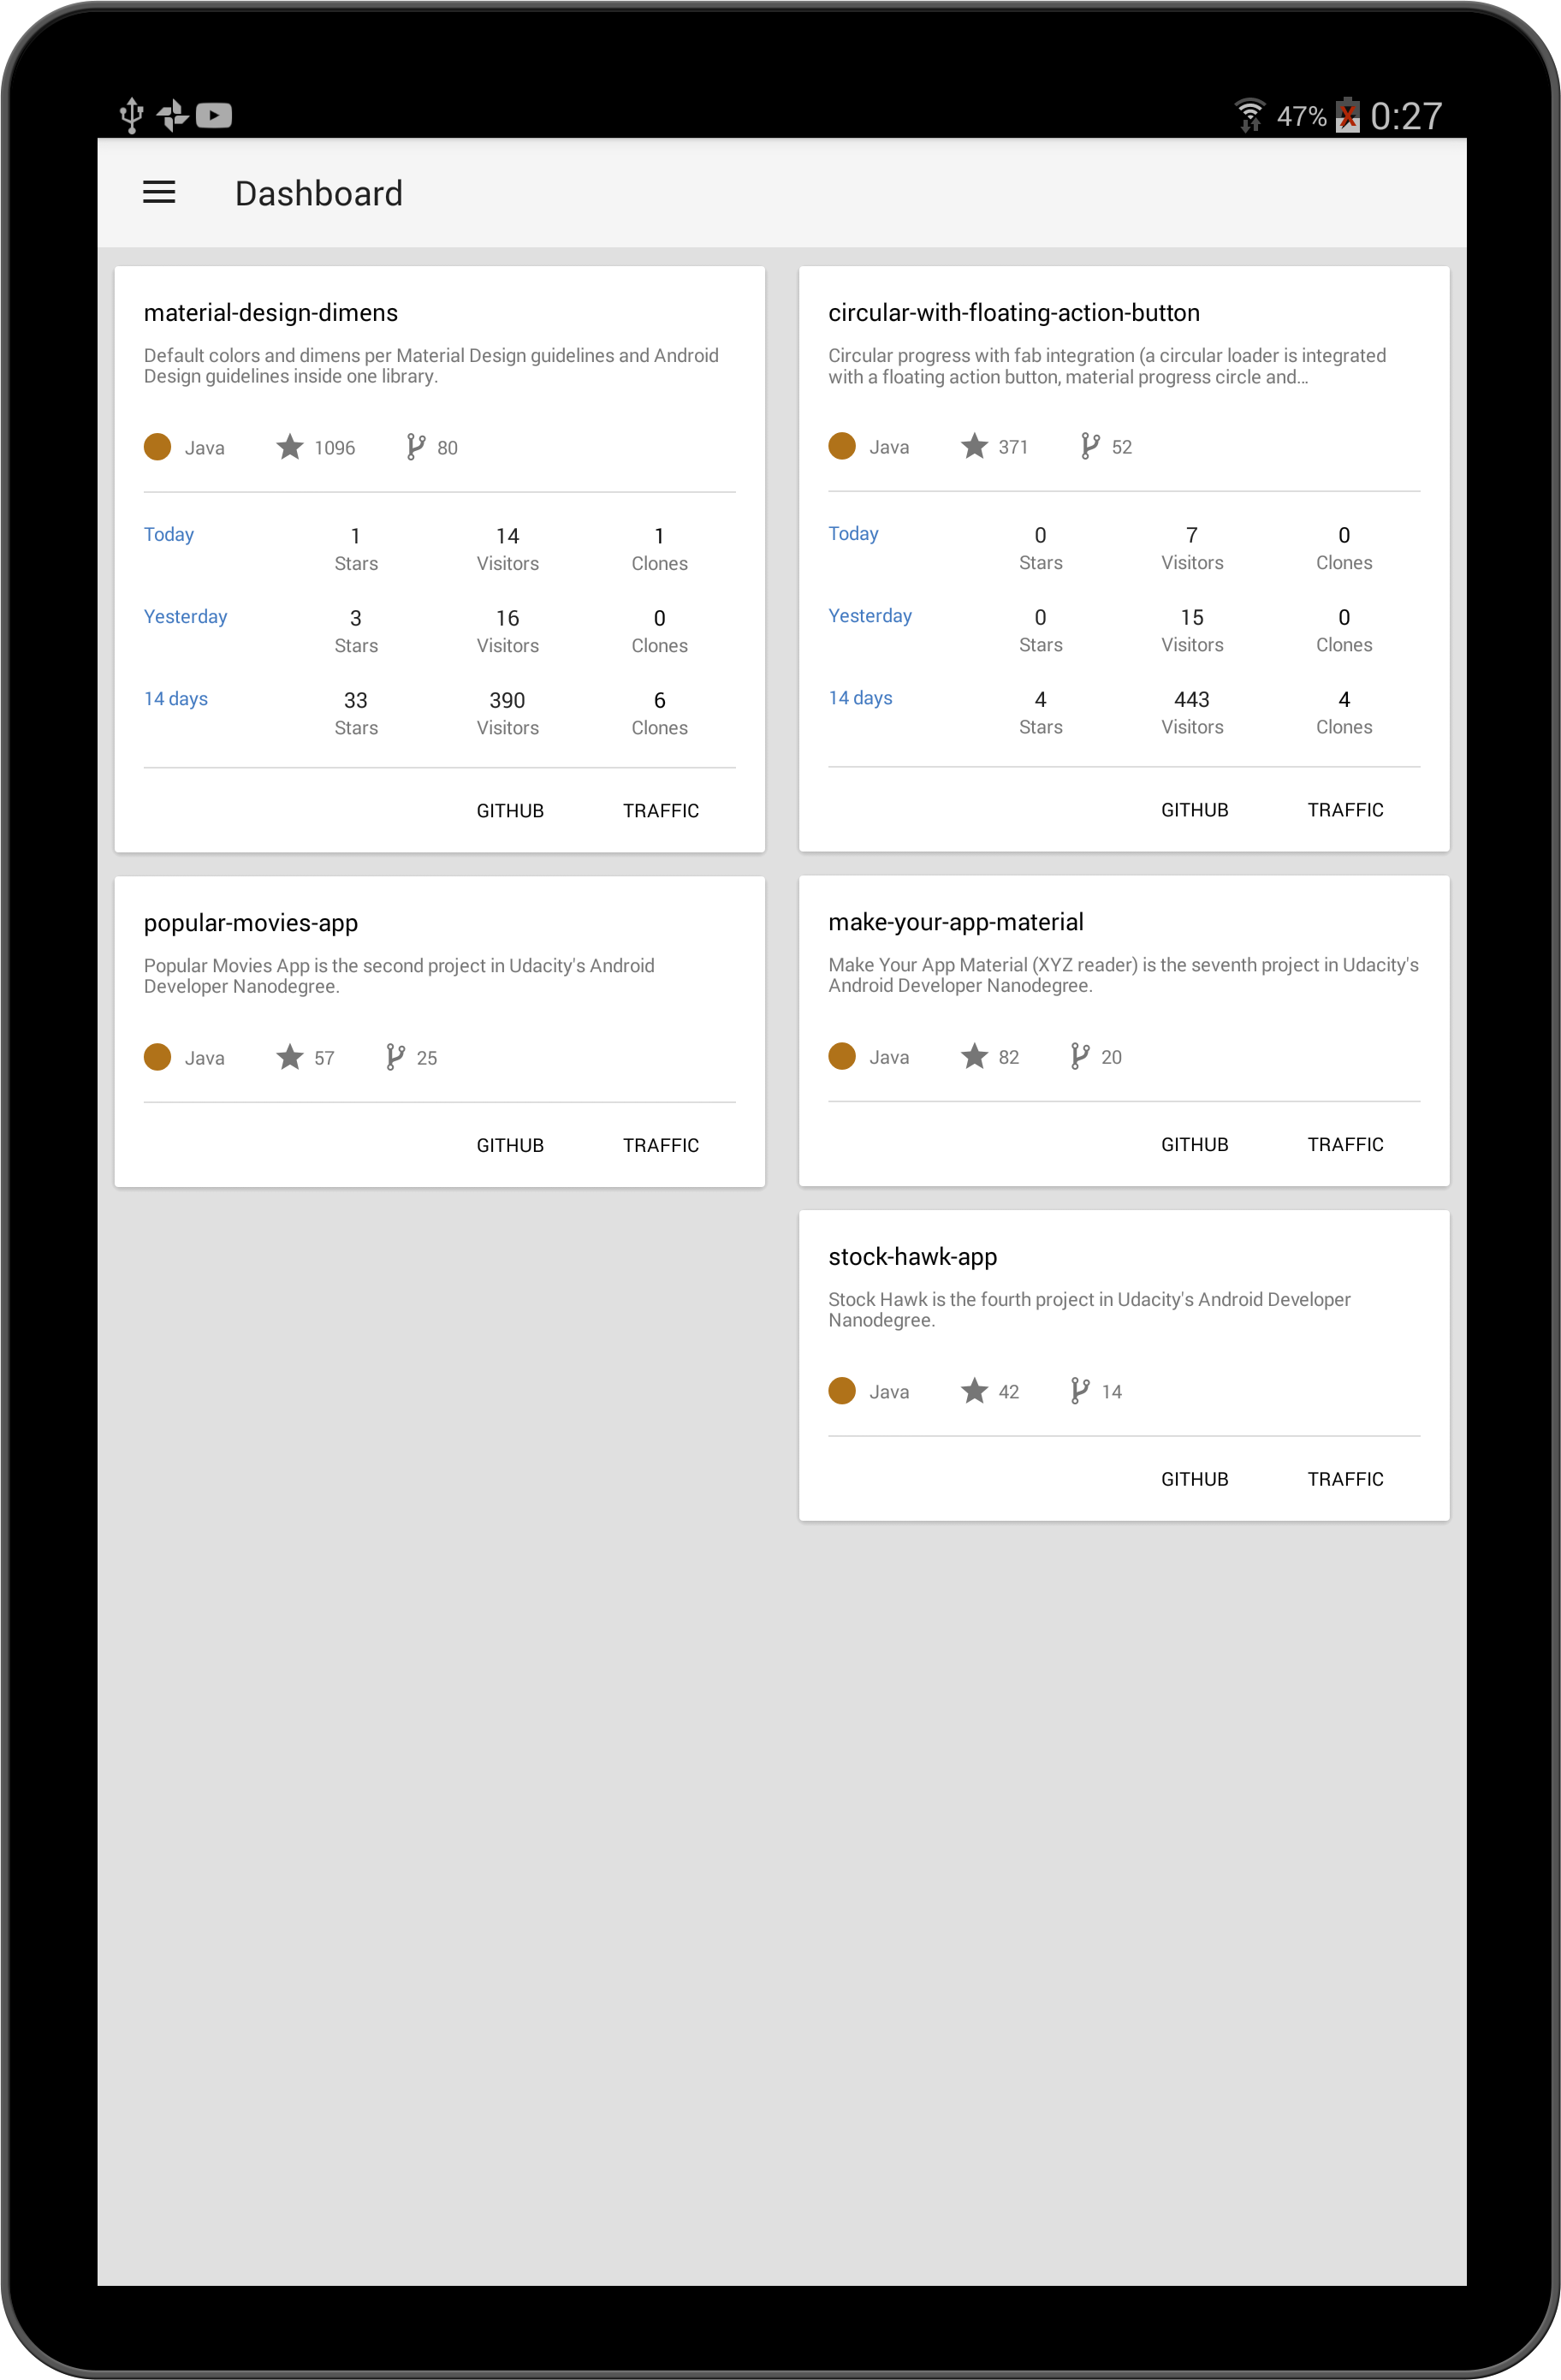 47% 0:27
Dashboard
material-design-dimens
Default colors and dimens per Material Design guidelines and Android
Design guidelines inside one library.
Java 1096 80
Today 1 14 1
Stars Visitors Clones
Yesterday 3 16 0
Stars Visitors Clones
14 days 33 390 6
Stars Visitors Clones
GITHUB TRAFFIC
circular-with-floating-action-button
Circular progress with fab integration (a circular loader is integrated
with a floating action button, material progress circle and...
Java 371 52
Today 0 7 0
Stars Visitors Clones
Yesterday 0 15 0
Stars Visitors Clones
14 days 4 443 4
Stars Visitors Clones
GITHUB TRAFFIC
popular-movies-app
Popular Movies App is the second project in Udacity's Android
Developer Nanodegree.
Java 57 25
GITHUB TRAFFIC
make-your-app-material
Make Your App Material (XYZ reader) is the seventh project in Udacity's
Android Developer Nanodegree.
Java 82 20
GITHUB TRAFFIC
stock-hawk-app
Stock Hawk is the fourth project in Udacity's Android Developer
Nanodegree.
Java 42 14
GITHUB TRAFFIC